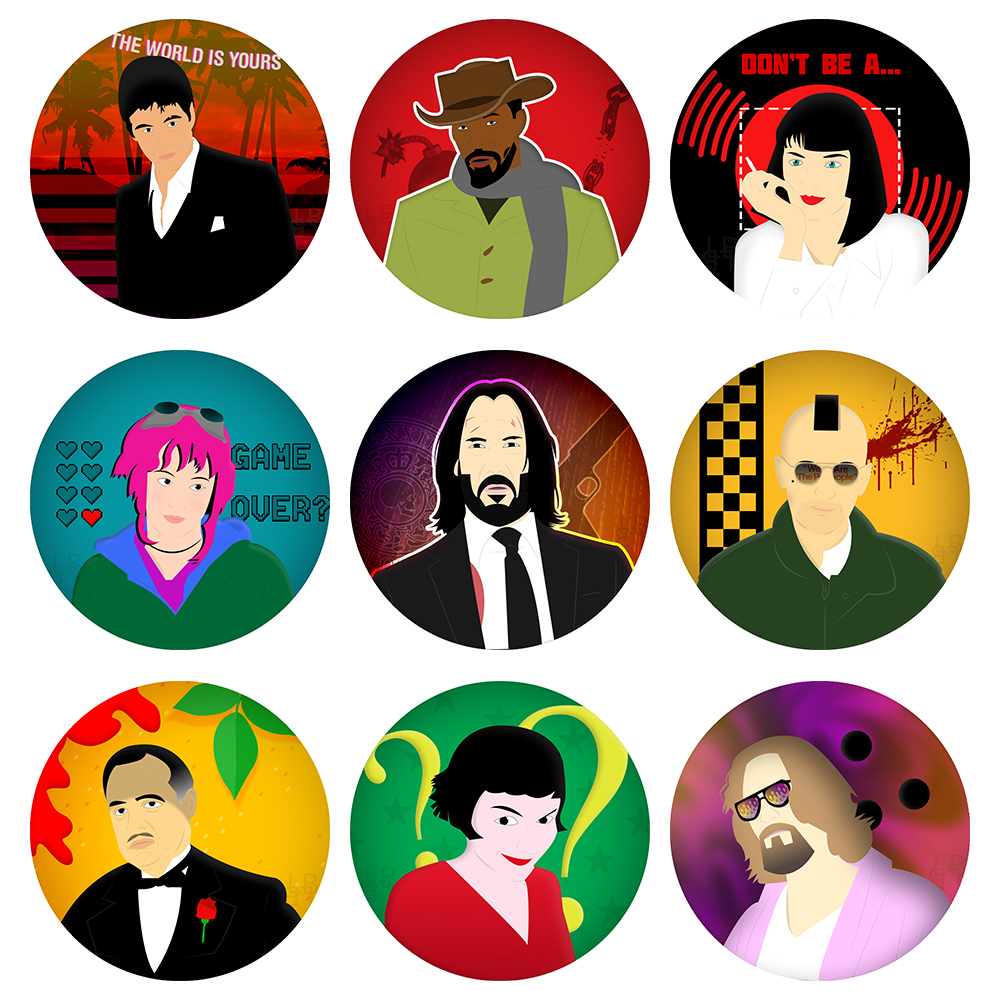 THE WORLD IS YOURS
DON'T BE A...
GAME
OVER?
"We Are
The People"